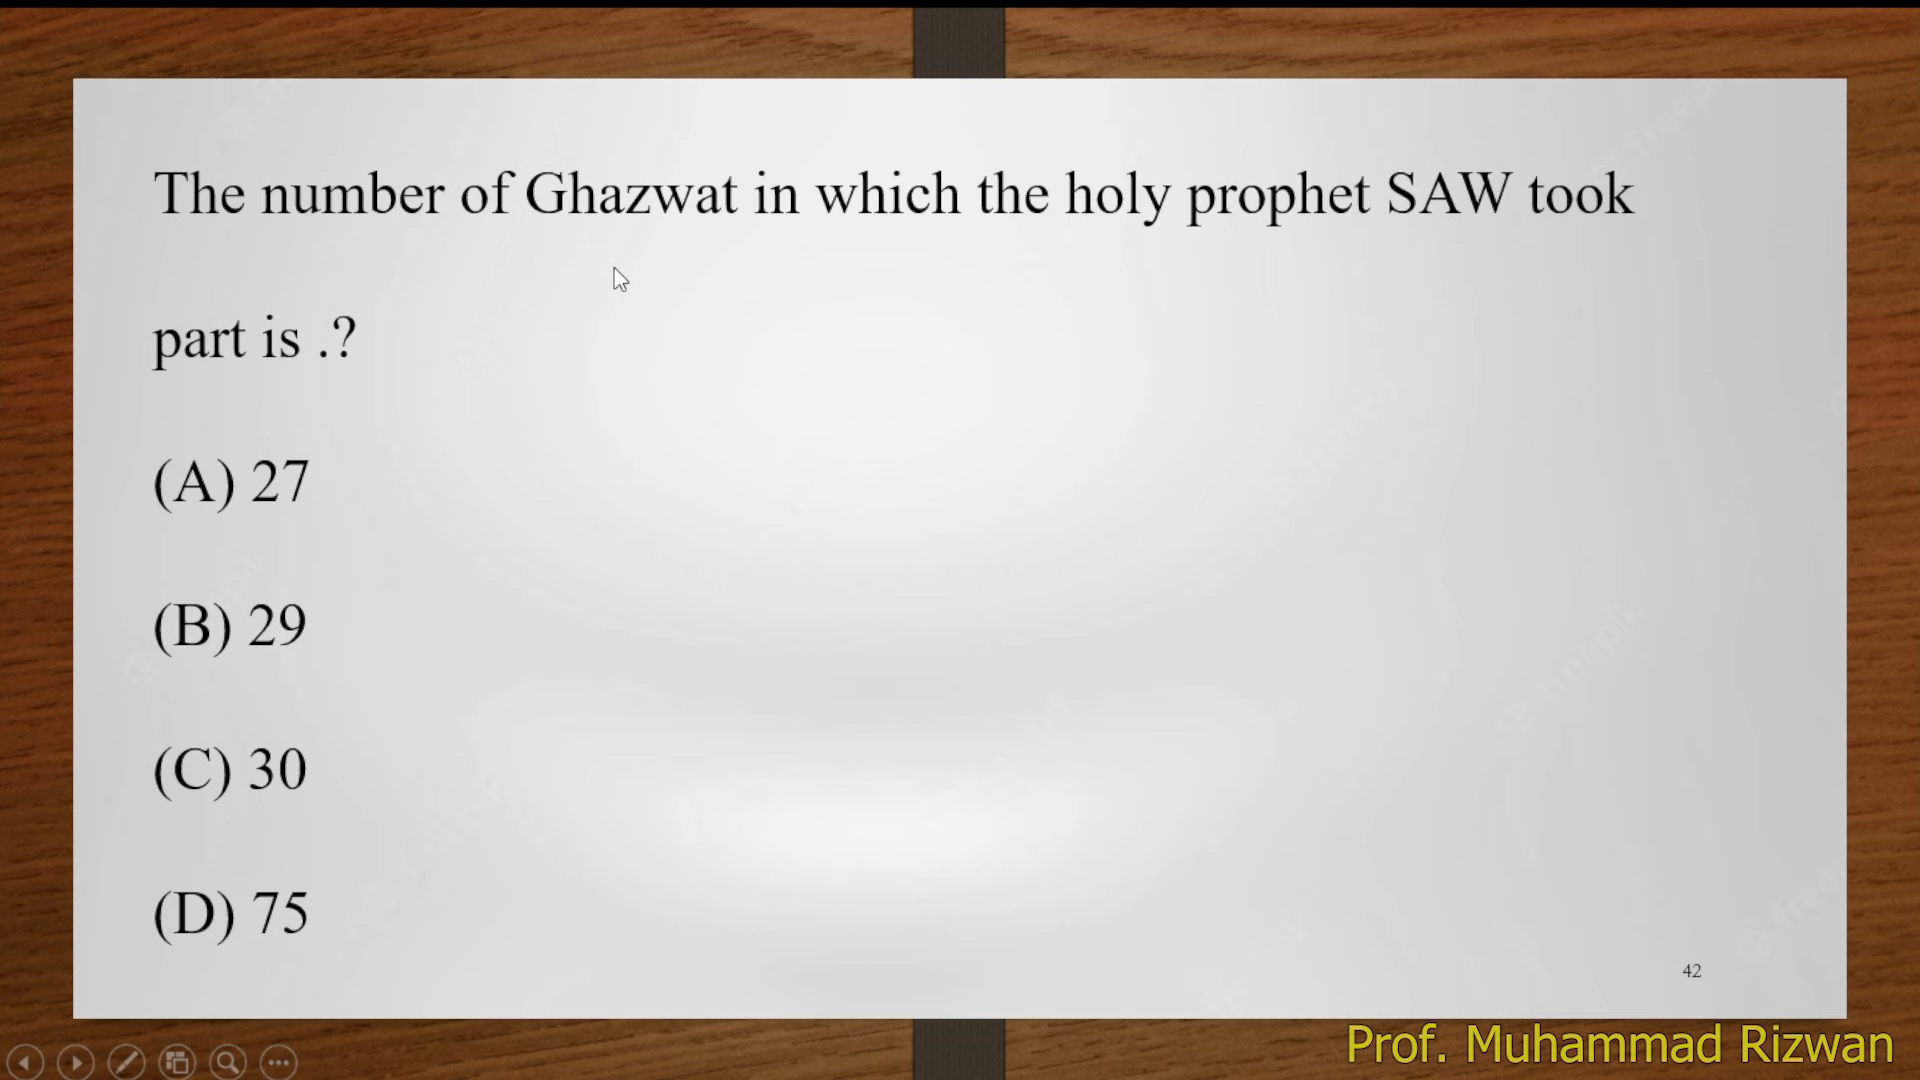 The number of Ghazwat in which the holy prophet SAW took
part is .?
(A) 27
(B) 29
(C) 30
(D) 75
42
Prof. Muhammad Rizwan